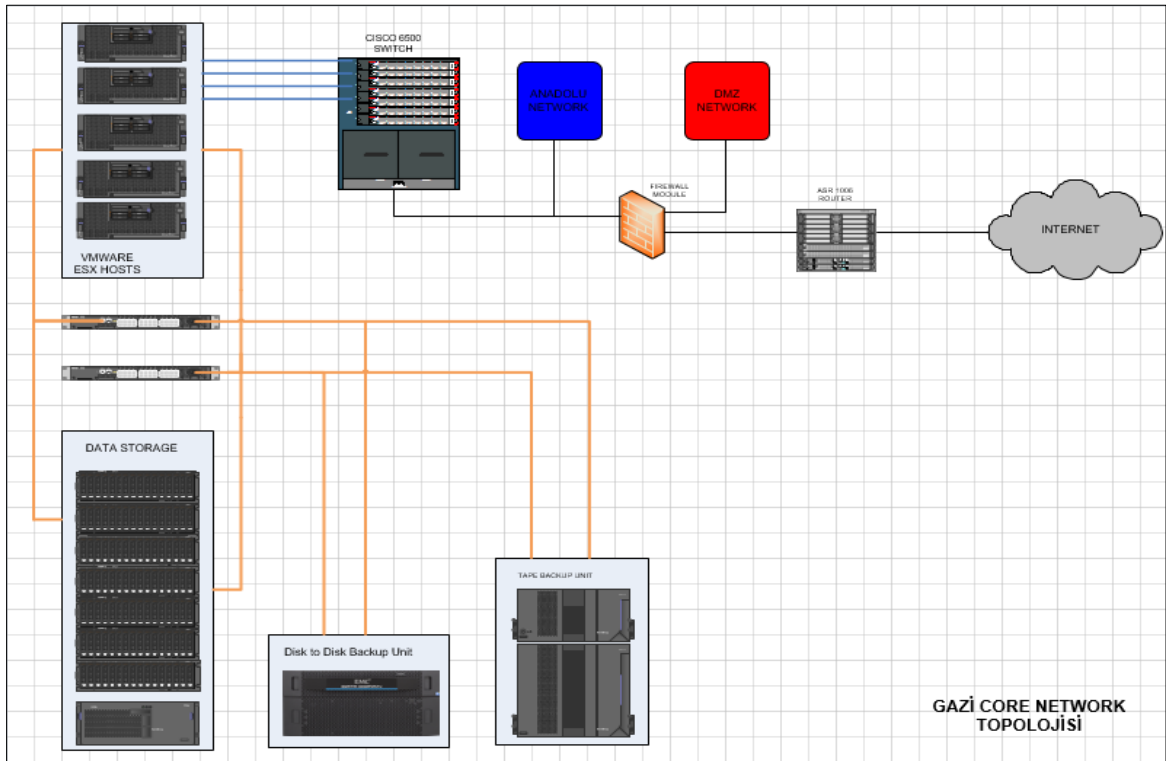 CISCO 6500
SWITCH
ANADOLU
NETWORK
DMZ
NETWORK
FIREWALL
MODULE
ASR 1006
ROUTER
INTERNET
VMWARE
ESX HOSTS
DATA STORAGE
TAPE BACKUP UNIT
Disk to Disk Backup Unit
EMC²
GAZİ CORE NETWORK
TOPOLOJİSİ